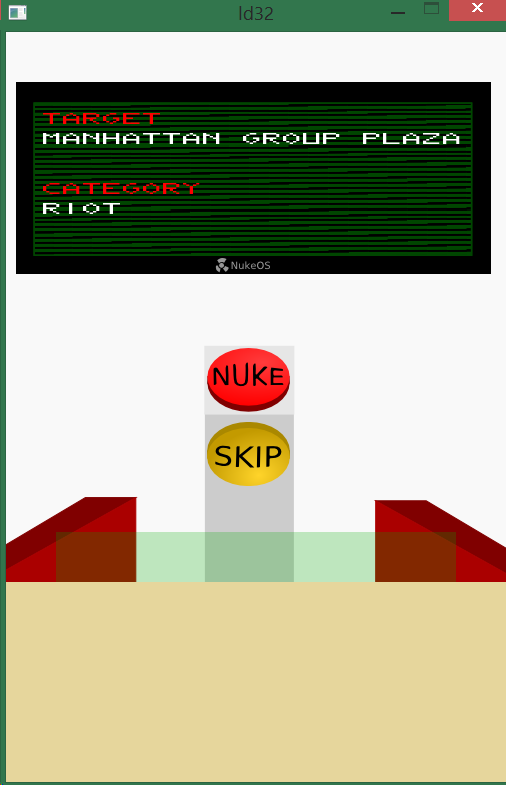 ld32
TARGET
MANHATTAN GROUP PLAZA
CATEGORY
RIOT
NukeOS
NUKE
SKIP